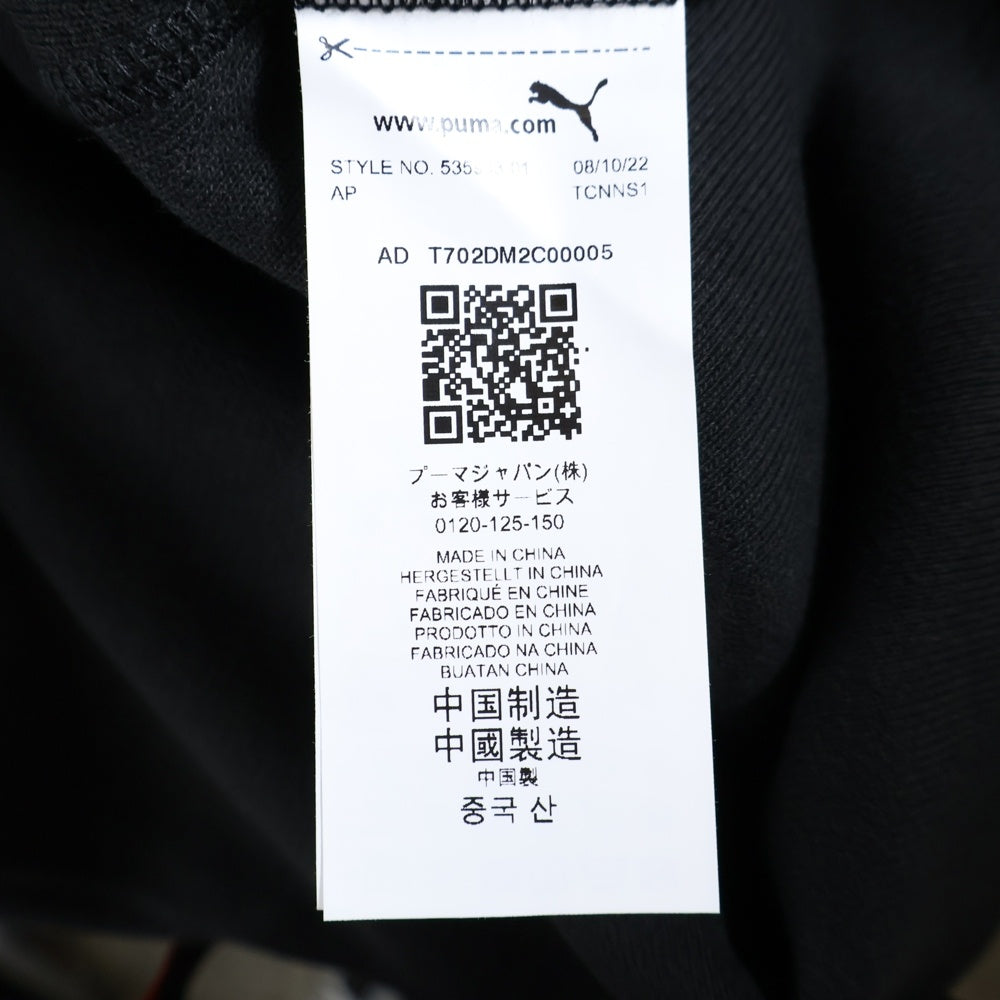 www.puma.com
STYLE NO. 08/10/22
AP TCNNS1
AD T702DM2C00005
プーマジャパン(株)
お客様サービス
0120-125-150
MADE IN CHINA
HERGESTELLT IN CHINA
FABRIQUÉ EN CHINE
FABRICADO EN CHINA
PRODOTTO IN CHINA
FABRICADO NA CHINA
BUATAN CHINA
中国制造
中國製造
中国製
중국 산